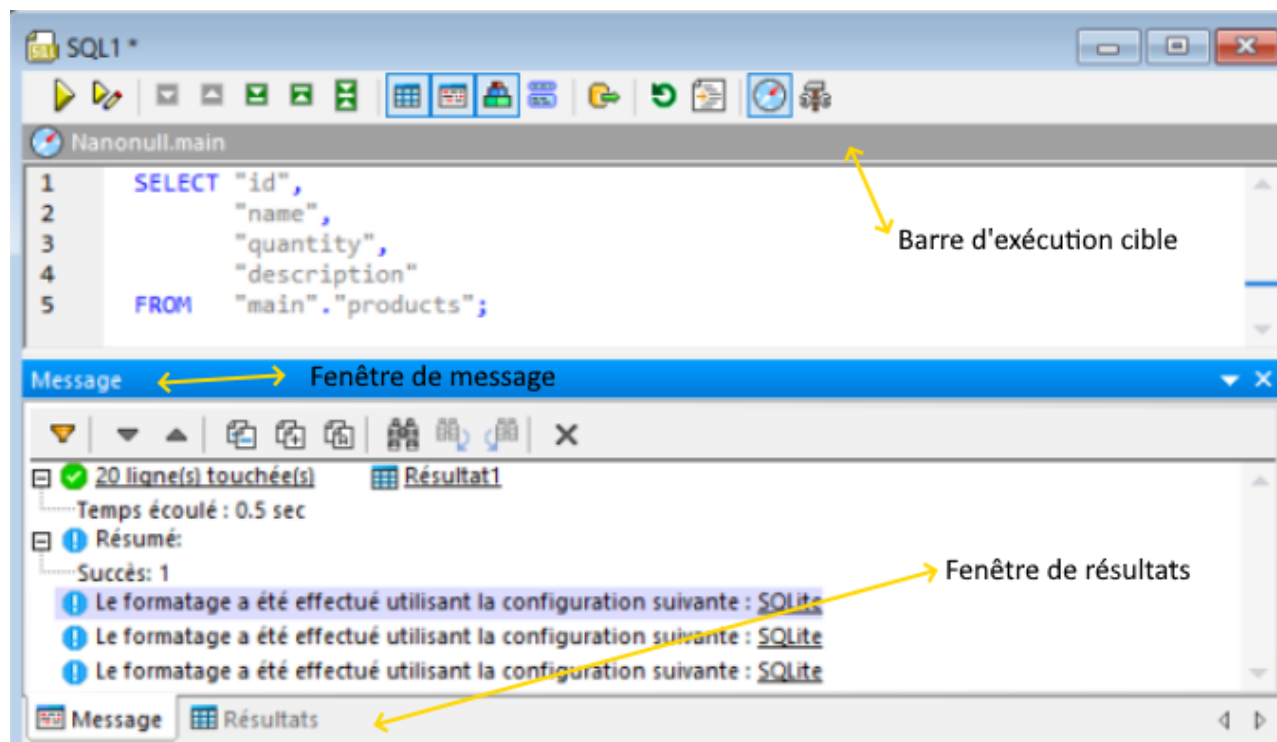 SQL1 *
Nanonull.main
1 SELECT "id",
2 "name",
3 "quantity",
4 "description"
5 FROM "main"."products";
Barre d'exécution cible
Message
Fenêtre de message
20 ligne(s) touchée(s) Résultat1
Temps écoulé : 0.5 sec
Résumé:
Succès: 1
Fenêtre de résultats
Le formatage a été effectué utilisant la configuration suivante : SQLite
Le formatage a été effectué utilisant la configuration suivante : SQLite
Le formatage a été effectué utilisant la configuration suivante : SQLite
Message Résultats